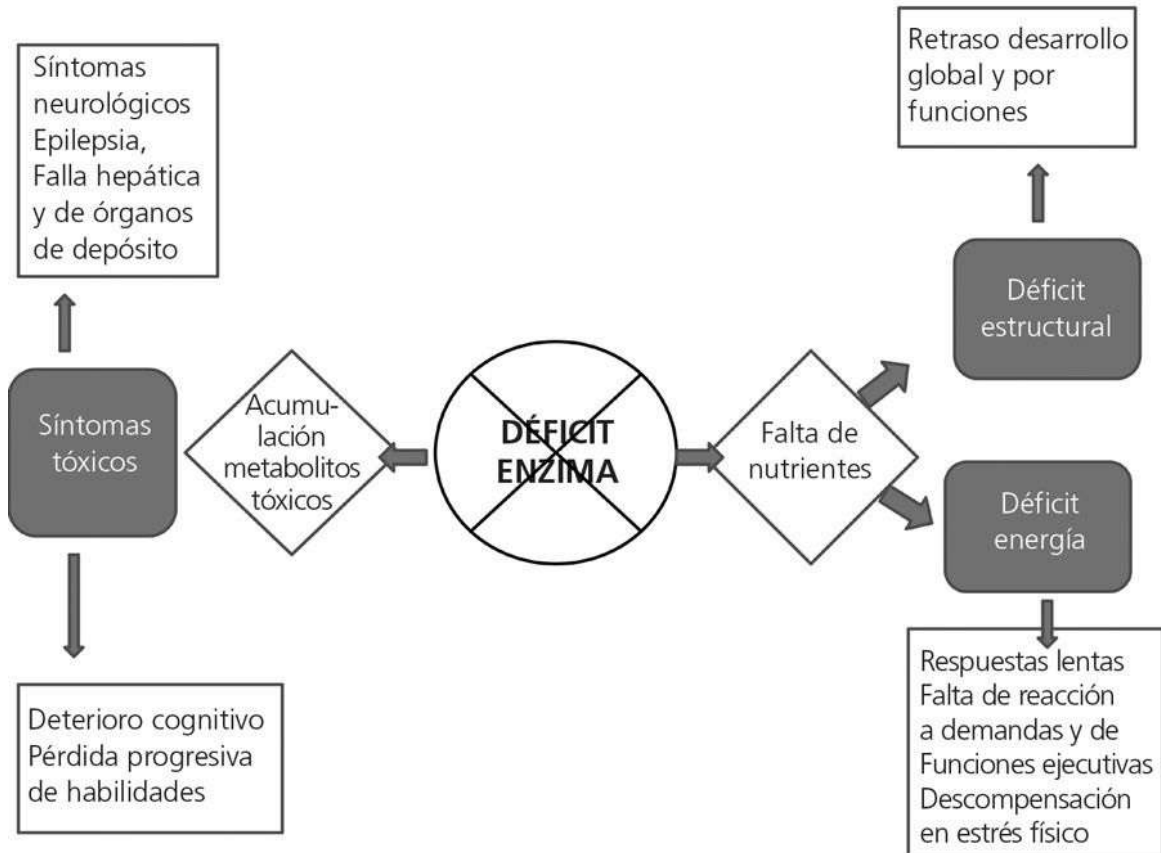 Síntomas
neurológicos
Epilepsia,
Falla hepática
y de órganos
de depósito
Síntomas
tóxicos
Deterioro cognitivo
Pérdida progresiva
de habilidades
Acumu-
lación
metabolitos
tóxicos
DÉFICIT
ENZIMA
Falta de
nutrientes
Retraso desarrollo
global y por
funciones
Déficit
estructural
Déficit
energía
Respuestas lentas
Falta de reacción
a demandas y de
Funciones ejecutivas
Descompensación
en estrés físico